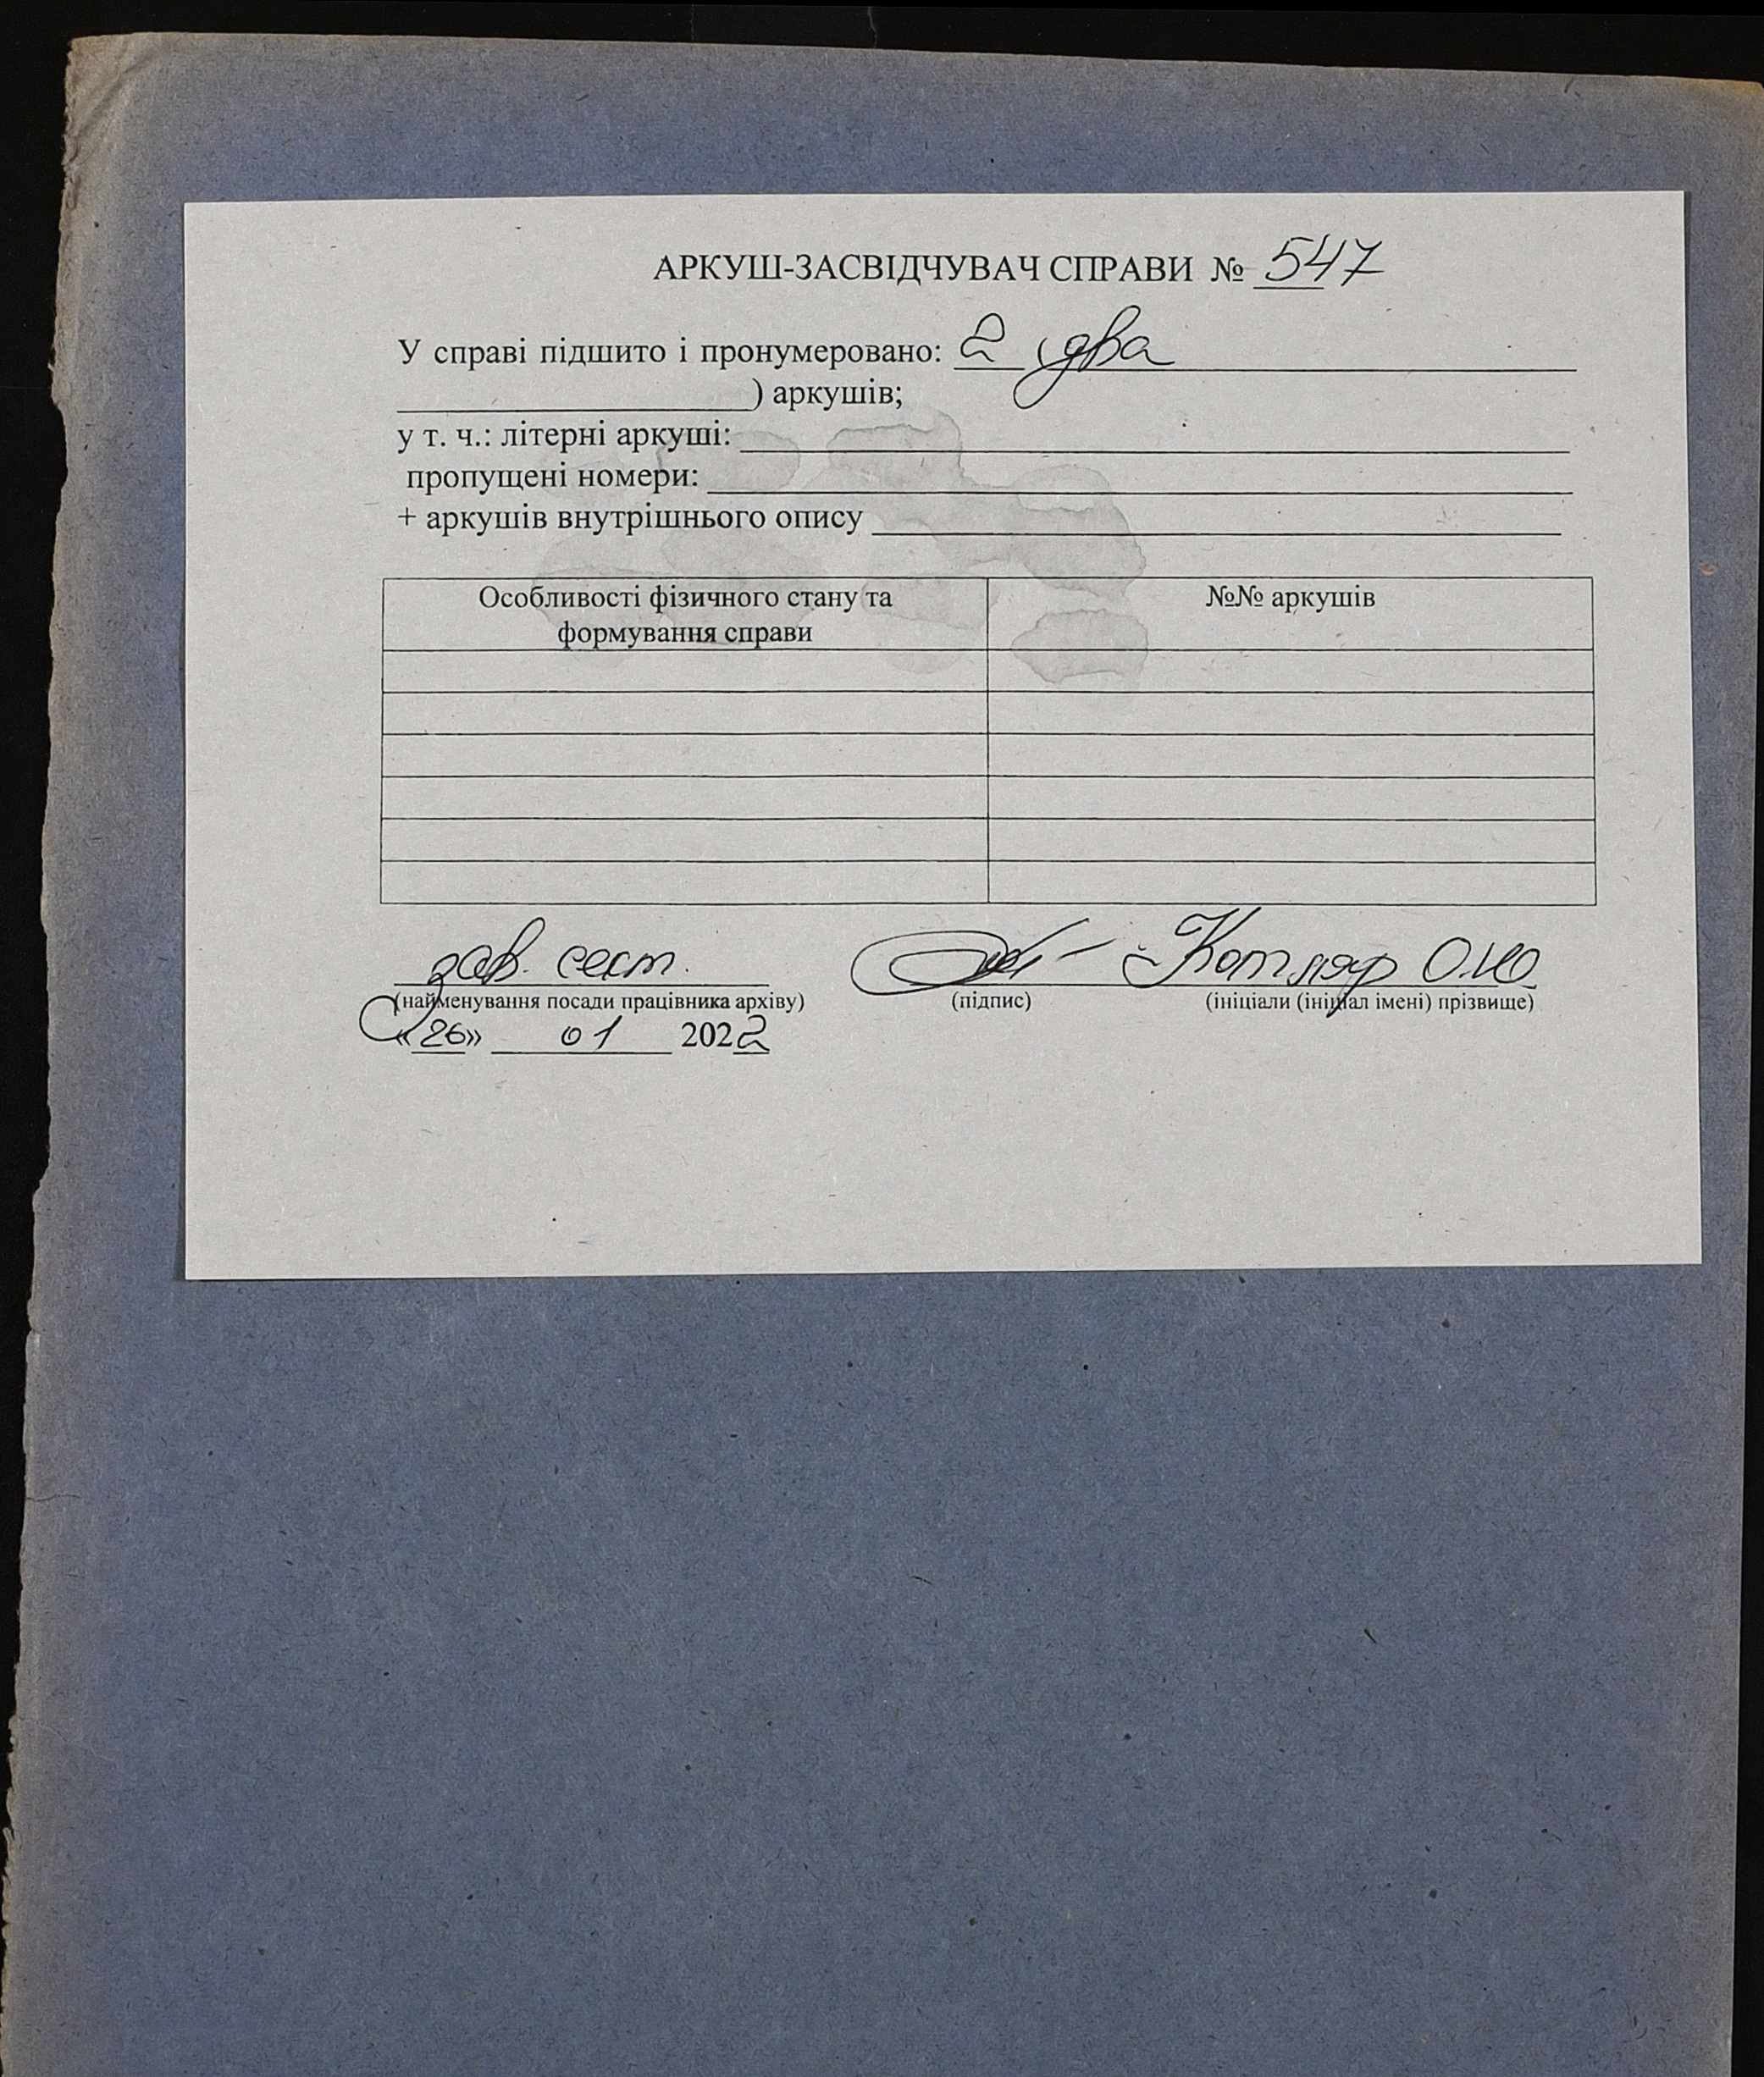 АРКУШ-ЗАСВІДЧУВАЧ СПРАВИ № 547
У справі підшито і пронумеровано: 2 (два
) аркушів;
у т. ч.: літерні аркуші:
пропущені номери:
+ аркушів внутрішнього опису
Особливості фізичного стану та
формування справи
№№ аркушів
зав. сект. Котляр О.Ю
(найменування посади працівника архіву) (підпис) (ініціали (ініціал імені) прізвище)
«26» 01 2022